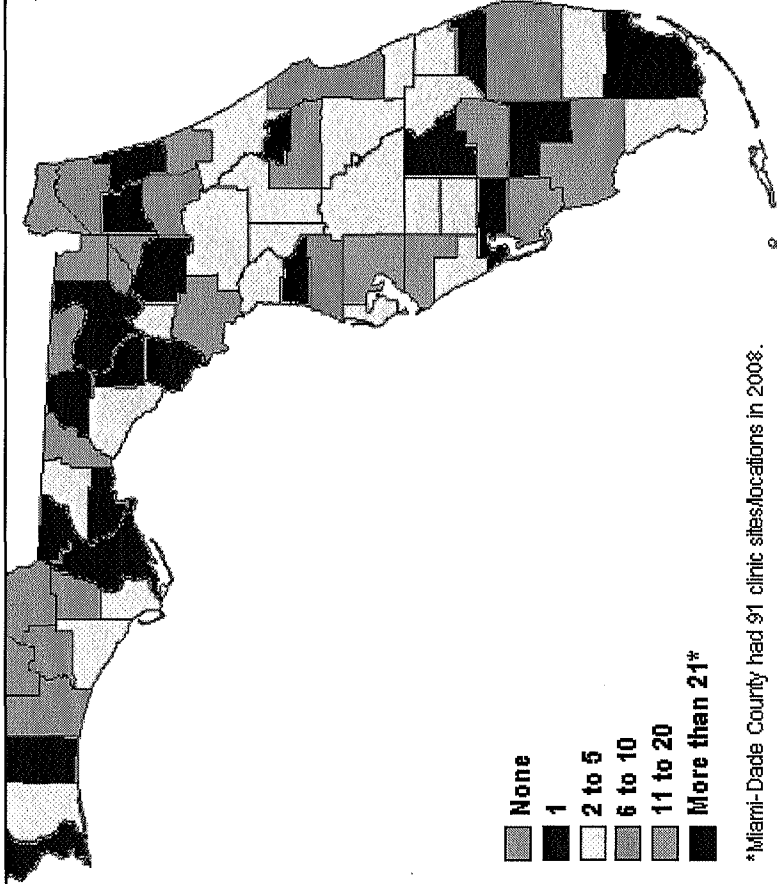 None
1
2 to 5
6 to 10
11 to 20
More than 21*
*Miami-Dade County had 91 clinic sites/locations in 2008.